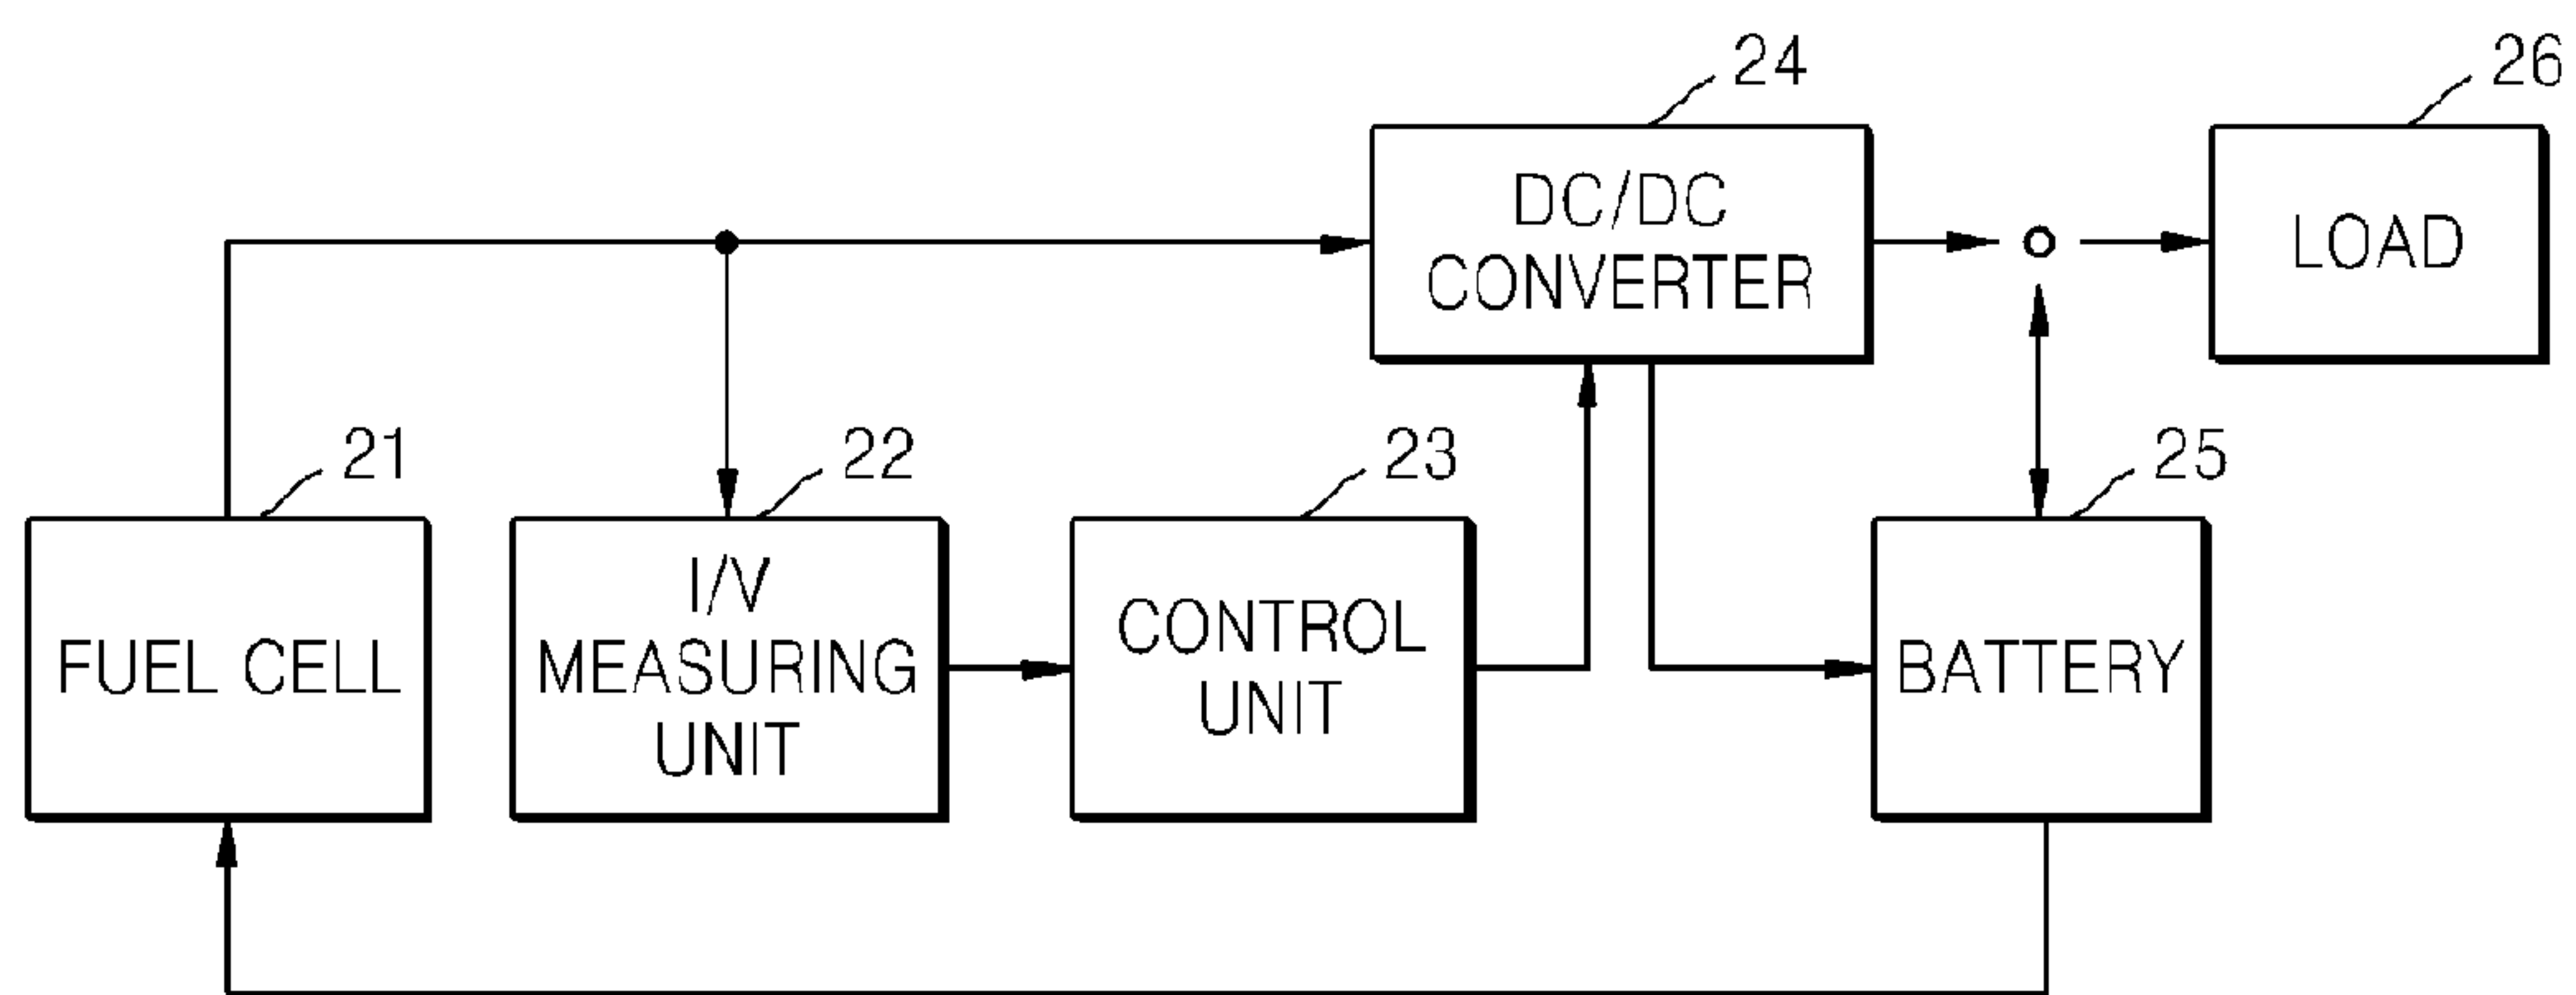 24
26
DC/DC
CONVERTER
LOAD
21
22
23
25
FUEL CELL
I/V
MEASURING
UNIT
CONTROL
UNIT
BATTERY